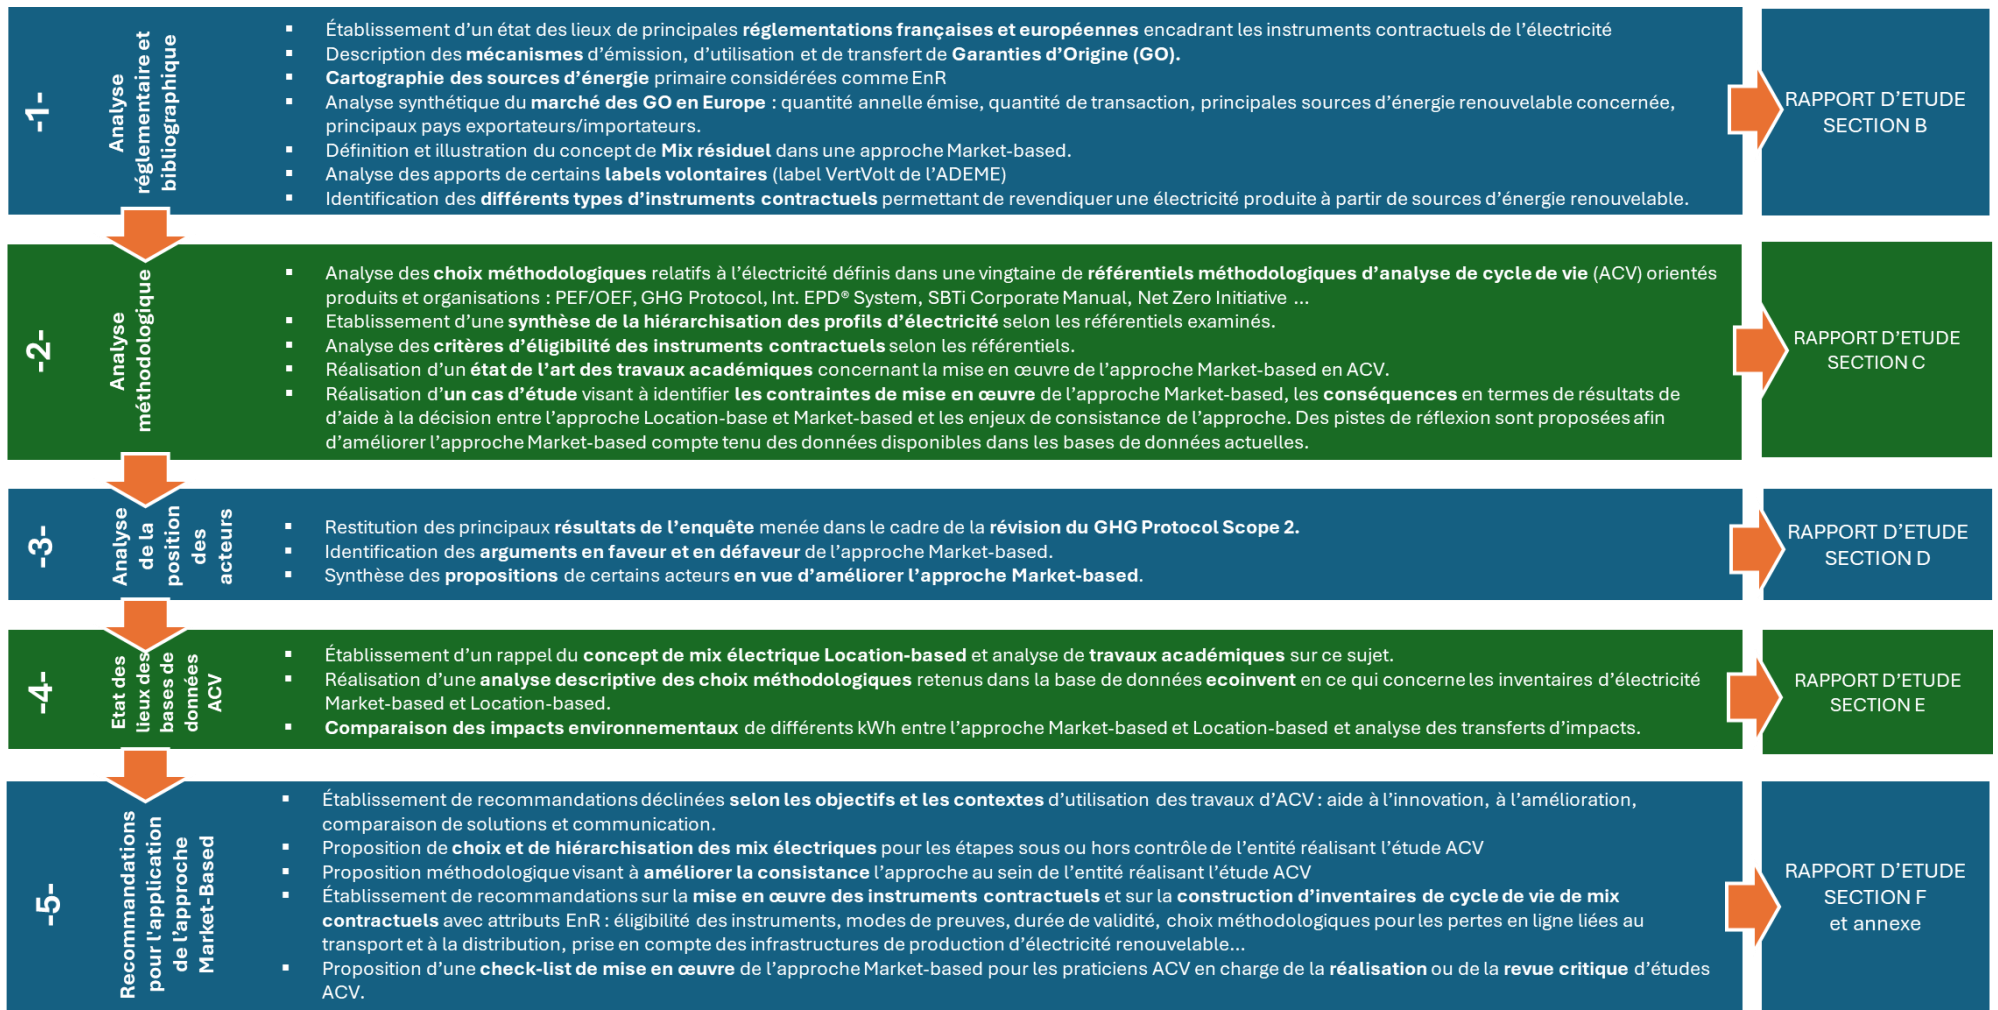 -1-
Analyse
réglementaire et
bibliographique
▪ Établissement d’un état des lieux de principales réglementations françaises et européennes encadrant les instruments contractuels de l’électricité
▪ Description des mécanismes d’émission, d’utilisation et de transfert de Garanties d’Origine (GO).
▪ Cartographie des sources d’énergie primaire considérées comme EnR
▪ Analyse synthétique du marché des GO en Europe : quantité annelle émise, quantité de transaction, principales sources d’énergie renouvelable concernée,
principaux pays exportateurs/importateurs.
▪ Définition et illustration du concept de Mix résiduel dans une approche Market-based.
▪ Analyse des apports de certains labels volontaires (label VertVolt de l’ADEME)
▪ Identification des différents types d’instruments contractuels permettant de revendiquer une électricité produite à partir de sources d’énergie renouvelable.
RAPPORT D’ETUDE
SECTION B
-2-
Analyse
méthodologique
▪ Analyse des choix méthodologiques relatifs à l’électricité définis dans une vingtaine de référentiels méthodologiques d’analyse de cycle de vie (ACV) orientés
produits et organisations : PEF/OEF, GHG Protocol, Int. EPD® System, SBTi Corporate Manual, Net Zero Initiative ...
▪ Etablissement d’une synthèse de la hiérarchisation des profils d’électricité selon les référentiels examinés.
▪ Analyse des critères d’éligibilité des instruments contractuels selon les référentiels.
▪ Réalisation d’un état de l’art des travaux académiques concernant la mise en œuvre de l’approche Market-based en ACV.
▪ Réalisation d’un cas d’étude visant à identifier les contraintes de mise en œuvre de l’approche Market-based, les conséquences en termes de résultats de
d’aide à la décision entre l’approche Location-base et Market-based et les enjeux de consistance de l’approche. Des pistes de réflexion sont proposées afin
d’améliorer l’approche Market-based compte tenu des données disponibles dans les bases de données actuelles.
RAPPORT D’ETUDE
SECTION C
-3-
Analyse
de la
position
des
acteurs
▪ Restitution des principaux résultats de l’enquête menée dans le cadre de la révision du GHG Protocol Scope 2.
▪ Identification des arguments en faveur et en défaveur de l’approche Market-based.
▪ Synthèse des propositions de certains acteurs en vue d’améliorer l’approche Market-based.
RAPPORT D’ETUDE
SECTION D
-4-
Etat des
lieux des
bases de
données
ACV
▪ Établissement d’un rappel du concept de mix électrique Location-based et analyse de travaux académiques sur ce sujet.
▪ Réalisation d’une analyse descriptive des choix méthodologiques retenus dans la base de données ecoinvent en ce qui concerne les inventaires d’électricité
Market-based et Location-based.
▪ Comparaison des impacts environnementaux de différents kWh entre l’approche Market-based et Location-based et analyse des transferts d’impacts.
RAPPORT D’ETUDE
SECTION E
-5-
Recommandations
pour l'application
de l’approche
Market-Based
▪ Établissement de recommandations déclinées selon les objectifs et les contextes d’utilisation des travaux d’ACV : aide à l’innovation, à l’amélioration,
comparaison de solutions et communication.
▪ Proposition de choix et de hiérarchisation des mix électriques pour les étapes sous ou hors contrôle de l’entité réalisant l’étude ACV
▪ Proposition méthodologique visant à améliorer la consistance l’approche au sein de l’entité réalisant l’étude ACV
▪ Établissement de recommandations sur la mise en œuvre des instruments contractuels et sur la construction d’inventaires de cycle de vie de mix
contractuels avec attributs EnR : éligibilité des instruments, modes de preuves, durée de validité, choix méthodologiques pour les pertes en ligne liées au
transport et à la distribution, prise en compte des infrastructures de production d’électricité renouvelable...
▪ Proposition d’une check-list de mise en œuvre de l’approche Market-based pour les praticiens ACV en charge de la réalisation ou de la revue critique d’études
ACV.
RAPPORT D’ETUDE
SECTION F
et annexe